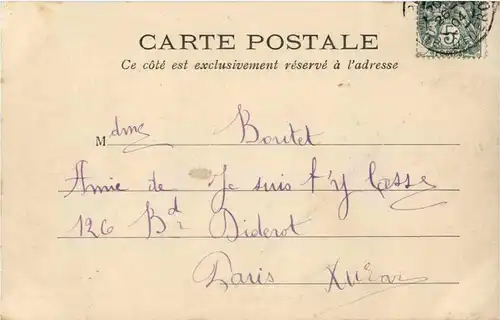 CARTE POSTALE
Ce côté est exclusivement réservé à l'adresse
Mdme Boutet
Amie de Je suis t'y Casse
126 Bd Diderot
Paris
5